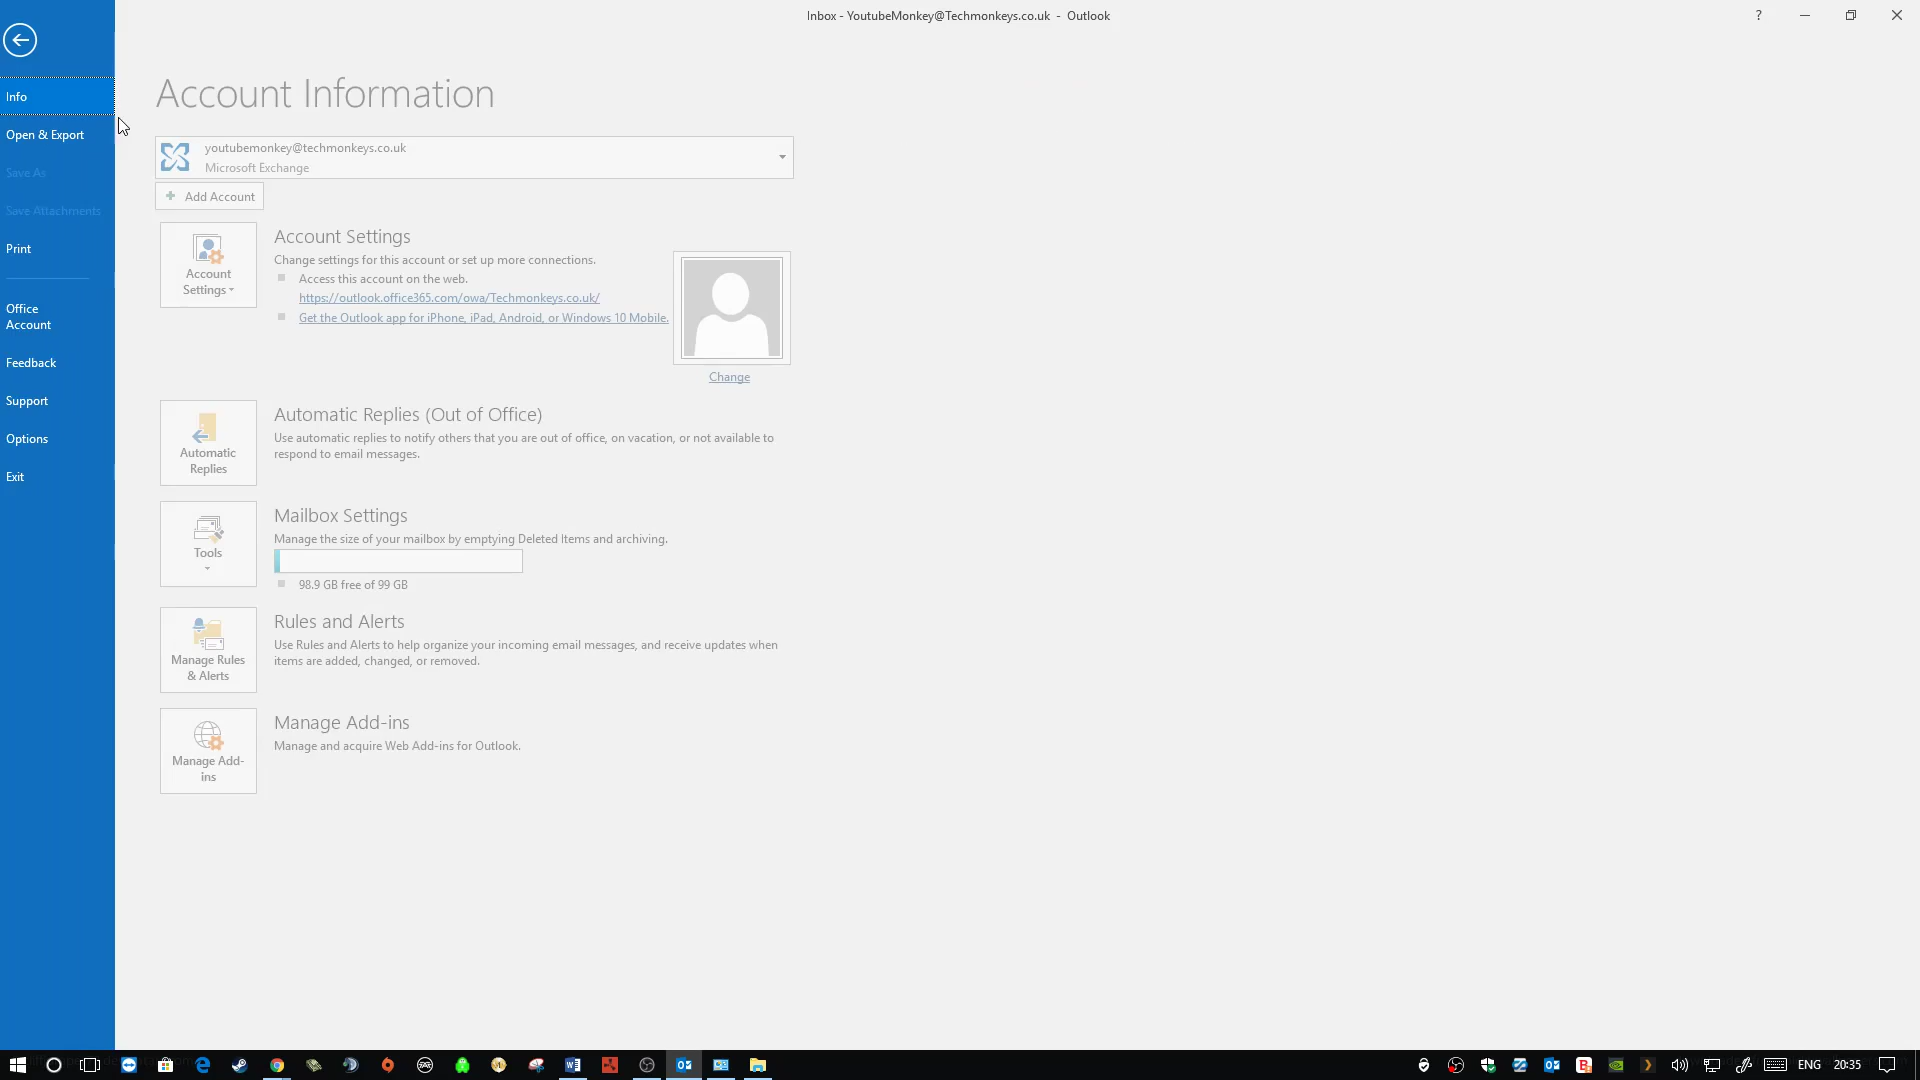 Inbox - YoutubeMonkey@Techmonkeys.co.uk - Outlook
?
Info
Open & Export
Save As
Save Attachments
Print
Office
Account
Feedback
Support
Options
Exit
Account Information
youtubemonkey@techmonkeys.co.uk
Microsoft Exchange
Add Account
Account
Settings
Account Settings
Change settings for this account or set up more connections.
Access this account on the web.
https://outlook.office365.com/owa/Techmonkeys.co.uk/
Get the Outlook app for iPhone, iPad, Android, or Windows 10 Mobile.
Change
Automatic
Replies
Automatic Replies (Out of Office)
Use automatic replies to notify others that you are out of office, on vacation, or not available to
respond to email messages.
Tools
Mailbox Settings
Manage the size of your mailbox by emptying Deleted Items and archiving.
98.9 GB free of 99 GB
Manage Rules
& Alerts
Rules and Alerts
Use Rules and Alerts to help organize your incoming email messages, and receive updates when
items are added, changed, or removed.
Manage Add-
ins
Manage Add-ins
Manage and acquire Web Add-ins for Outlook.
ENG 20:35